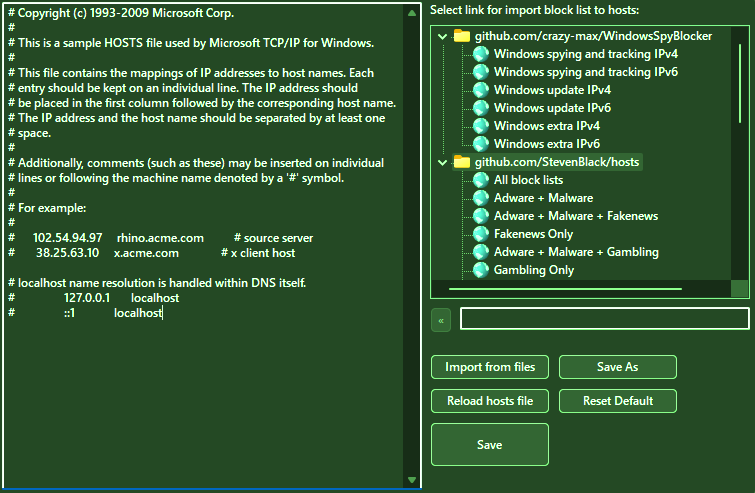 # Copyright (c) 1993-2009 Microsoft Corp.
#
# This is a sample HOSTS file used by Microsoft TCP/IP for Windows.
#
# This file contains the mappings of IP addresses to host names. Each
# entry should be kept on an individual line. The IP address should
# be placed in the first column followed by the corresponding host name.
# The IP address and the host name should be separated by at least one
# space.
#
# Additionally, comments (such as these) may be inserted on individual
# lines or following the machine name denoted by a '#' symbol.
#
# For example:
#
# 102.54.94.97 rhino.acme.com # source server
# 38.25.63.10 x.acme.com # x client host

# localhost name resolution is handled within DNS itself.
# 127.0.0.1 localhost
# ::1 localhost
Select link for import block list to hosts:
github.com/crazy-max/WindowsSpyBlocker
Windows spying and tracking IPv4
Windows spying and tracking IPv6
Windows update IPv4
Windows update IPv6
Windows extra IPv4
Windows extra IPv6
github.com/StevenBlack/hosts
All block lists
Adware + Malware
Adware + Malware + Fakenews
Fakenews Only
Adware + Malware + Gambling
Gambling Only
«
Import from files
Save As
Reload hosts file
Reset Default
Save